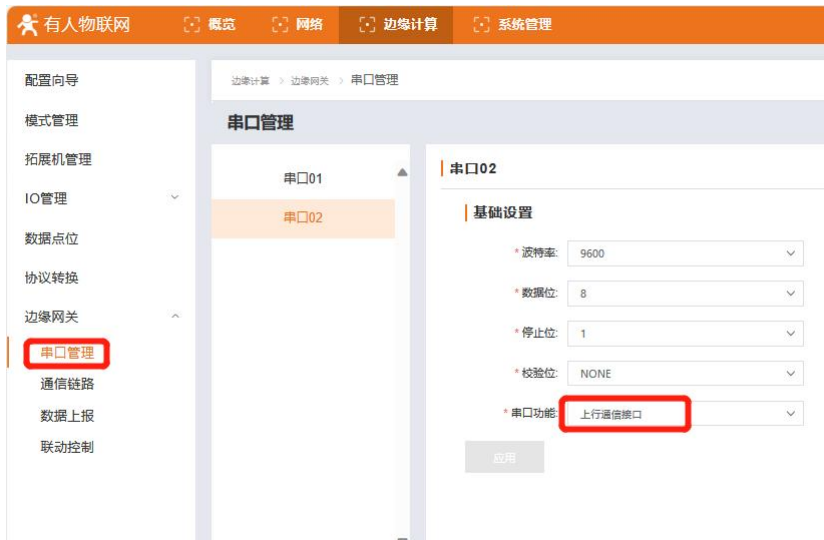 有人物联网 概览 网络 边缘计算 系统管理
配置向导
模式管理
拓展机管理
IO管理
数据点位
协议转换
边缘网关
串口管理
通信链路
数据上报
联动控制
边缘计算 > 边缘网关 > 串口管理
串口管理
串口01
串口02
串口02
基础设置
* 波特率: 9600
* 数据位: 8
* 停止位: 1
* 校验位: NONE
* 串口功能: 上行通信接口
应用